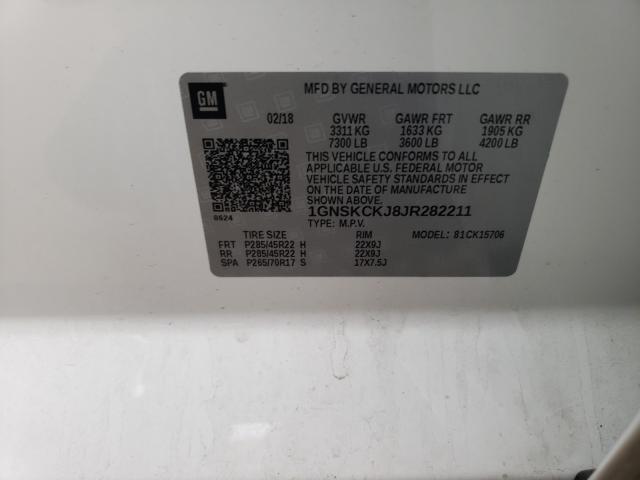 GM
MFD BY GENERAL MOTORS LLC
02/18 GVWR GAWR FRT GAWR RR
3311 KG 1633 KG 1905 KG
7300 LB 3600 LB 4200 LB
THIS VEHICLE CONFORMS TO ALL
APPLICABLE U.S. FEDERAL MOTOR
VEHICLE SAFETY STANDARDS IN EFFECT
ON THE DATE OF MANUFACTURE SHOWN ABOVE.
1GNSKCKJ8JR282211
0524
TYPE: M.P.V. MODEL: 81CK15706
TIRE SIZE RIM
FRT P285/45R22 H 22X9J
RR P285/45R22 H 22X9J
SPA P265/70R17 S 17X7.5J